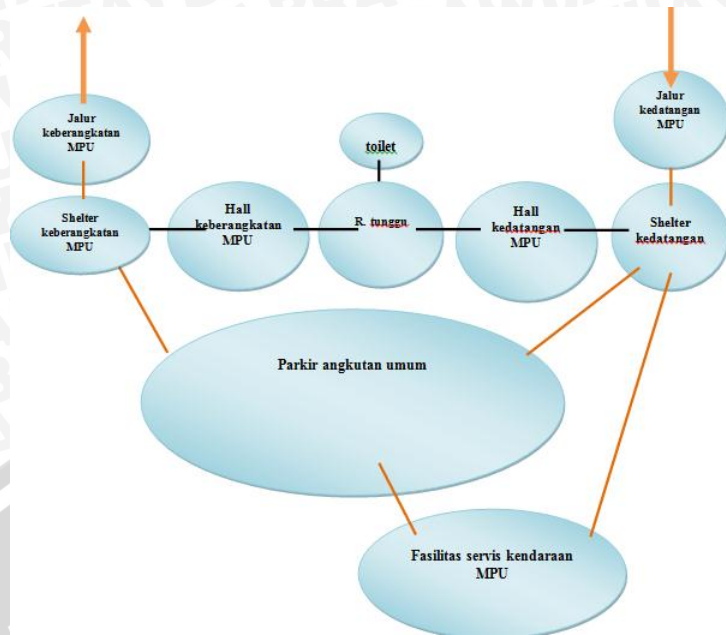 Jalur
keberangkatan
MPU
Jalur
kedatangan
MPU
toilet
Shelter
keberangkatan
MPU
Hall
keberangkatan
MPU
R. tunggu
Hall
kedatangan
MPU
Shelter
kedatangan
Parkir angkutan umum
Fasilitas servis kendaraan
MPU